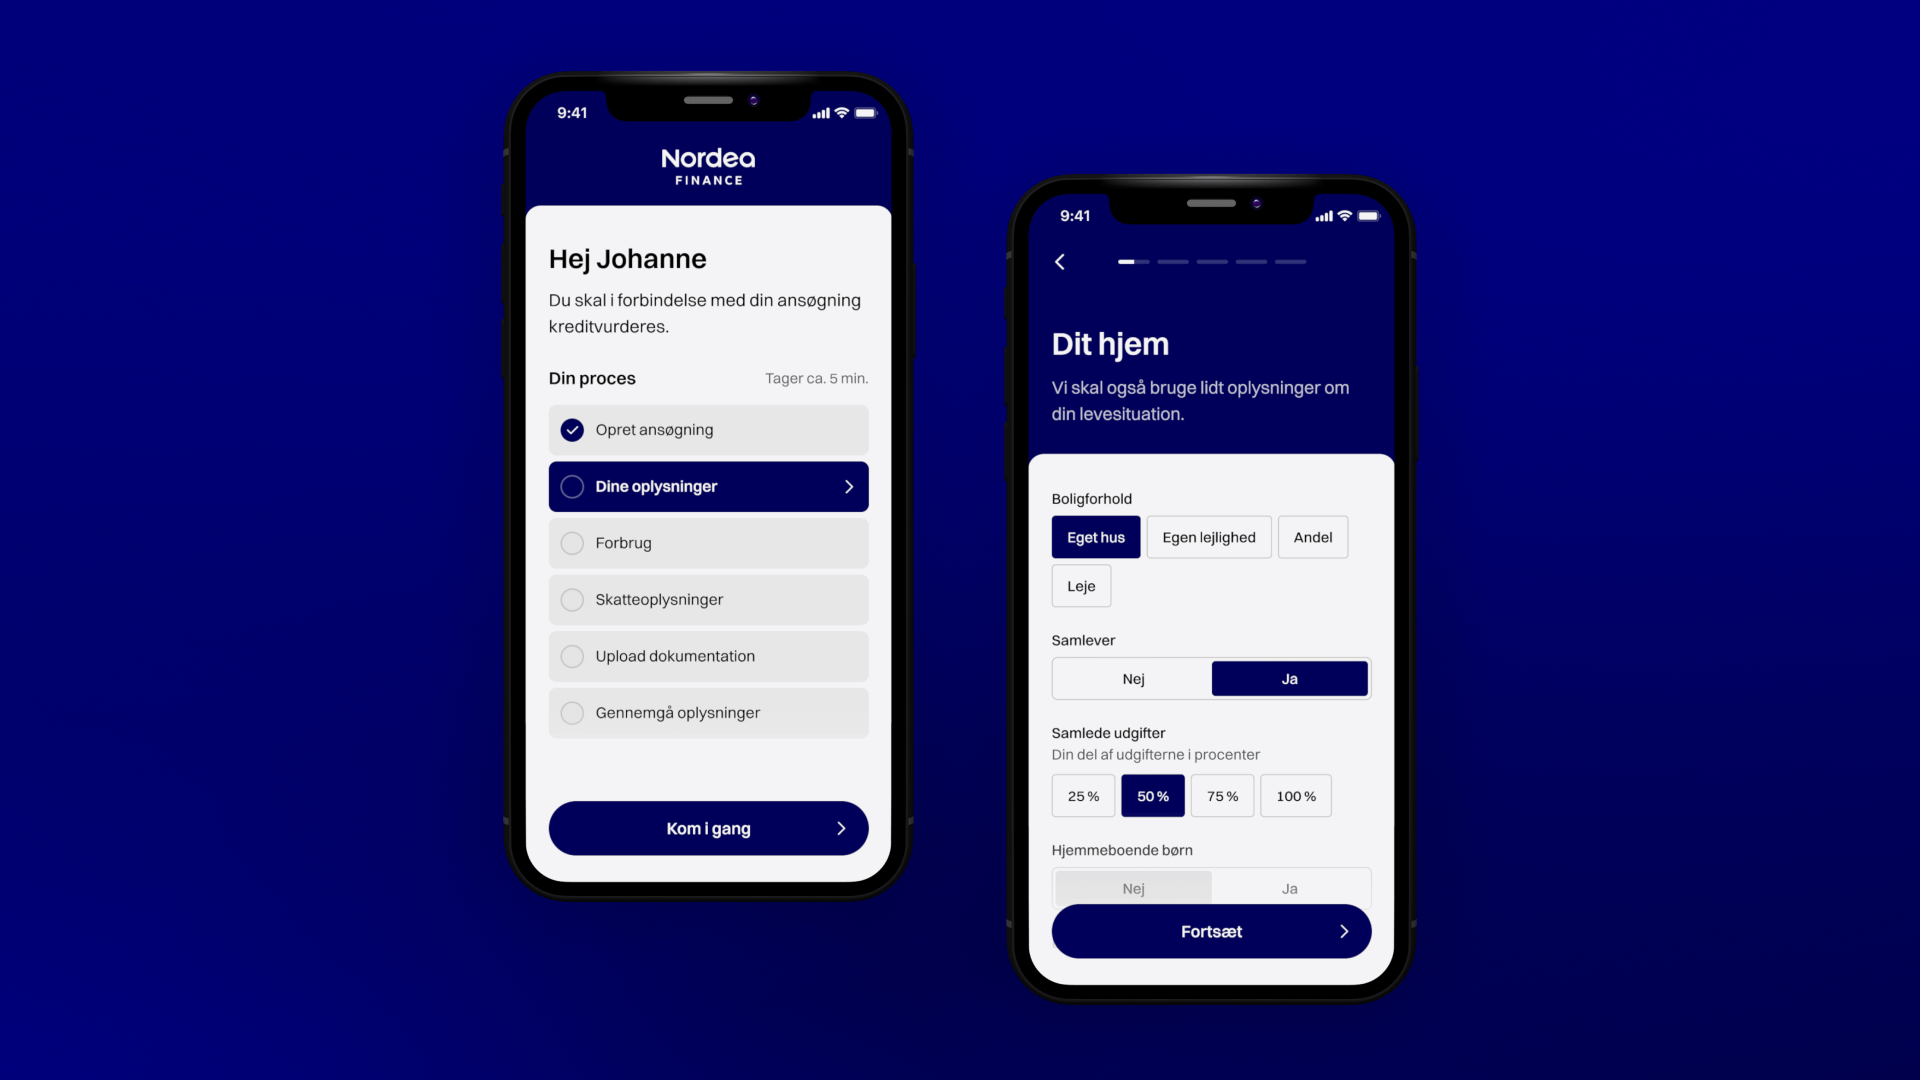 9:41
Nordea
FINANCE
Hej Johanne
Du skal i forbindelse med din ansøgning
kreditvurderes.
Din proces
Tager ca. 5 min.
Opret ansøgning
Dine oplysninger
Forbrug
Skatteoplysninger
Upload dokumentation
Gennemgå oplysninger
Kom i gang
9:41
Dit hjem
Vi skal også bruge lidt oplysninger om
din levesituation.
Boligforhold
Eget hus
Egen lejlighed
Andel
Leje
Samlever
Nej
Ja
Samlede udgifter
Din del af udgifterne i procenter
25 %
50 %
75 %
100 %
Hjemmeboende børn
Nej
Ja
Fortsæt